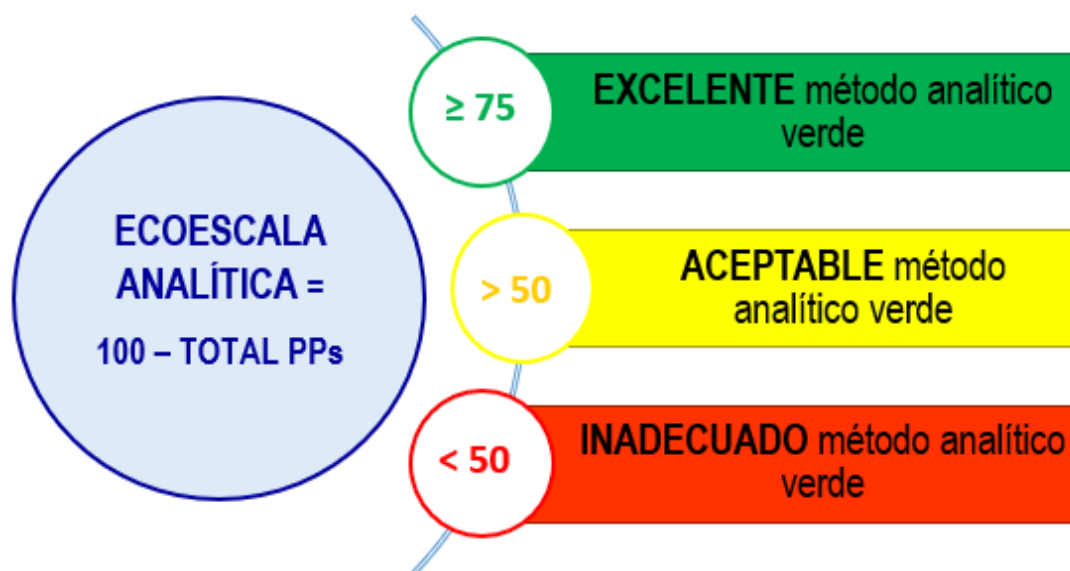 ECOESCALA
ANALÍTICA =
100 – TOTAL PPs
≥ 75
EXCELENTE método analítico
verde
> 50
ACEPTABLE método
analítico verde
< 50
INADECUADO método analítico
verde